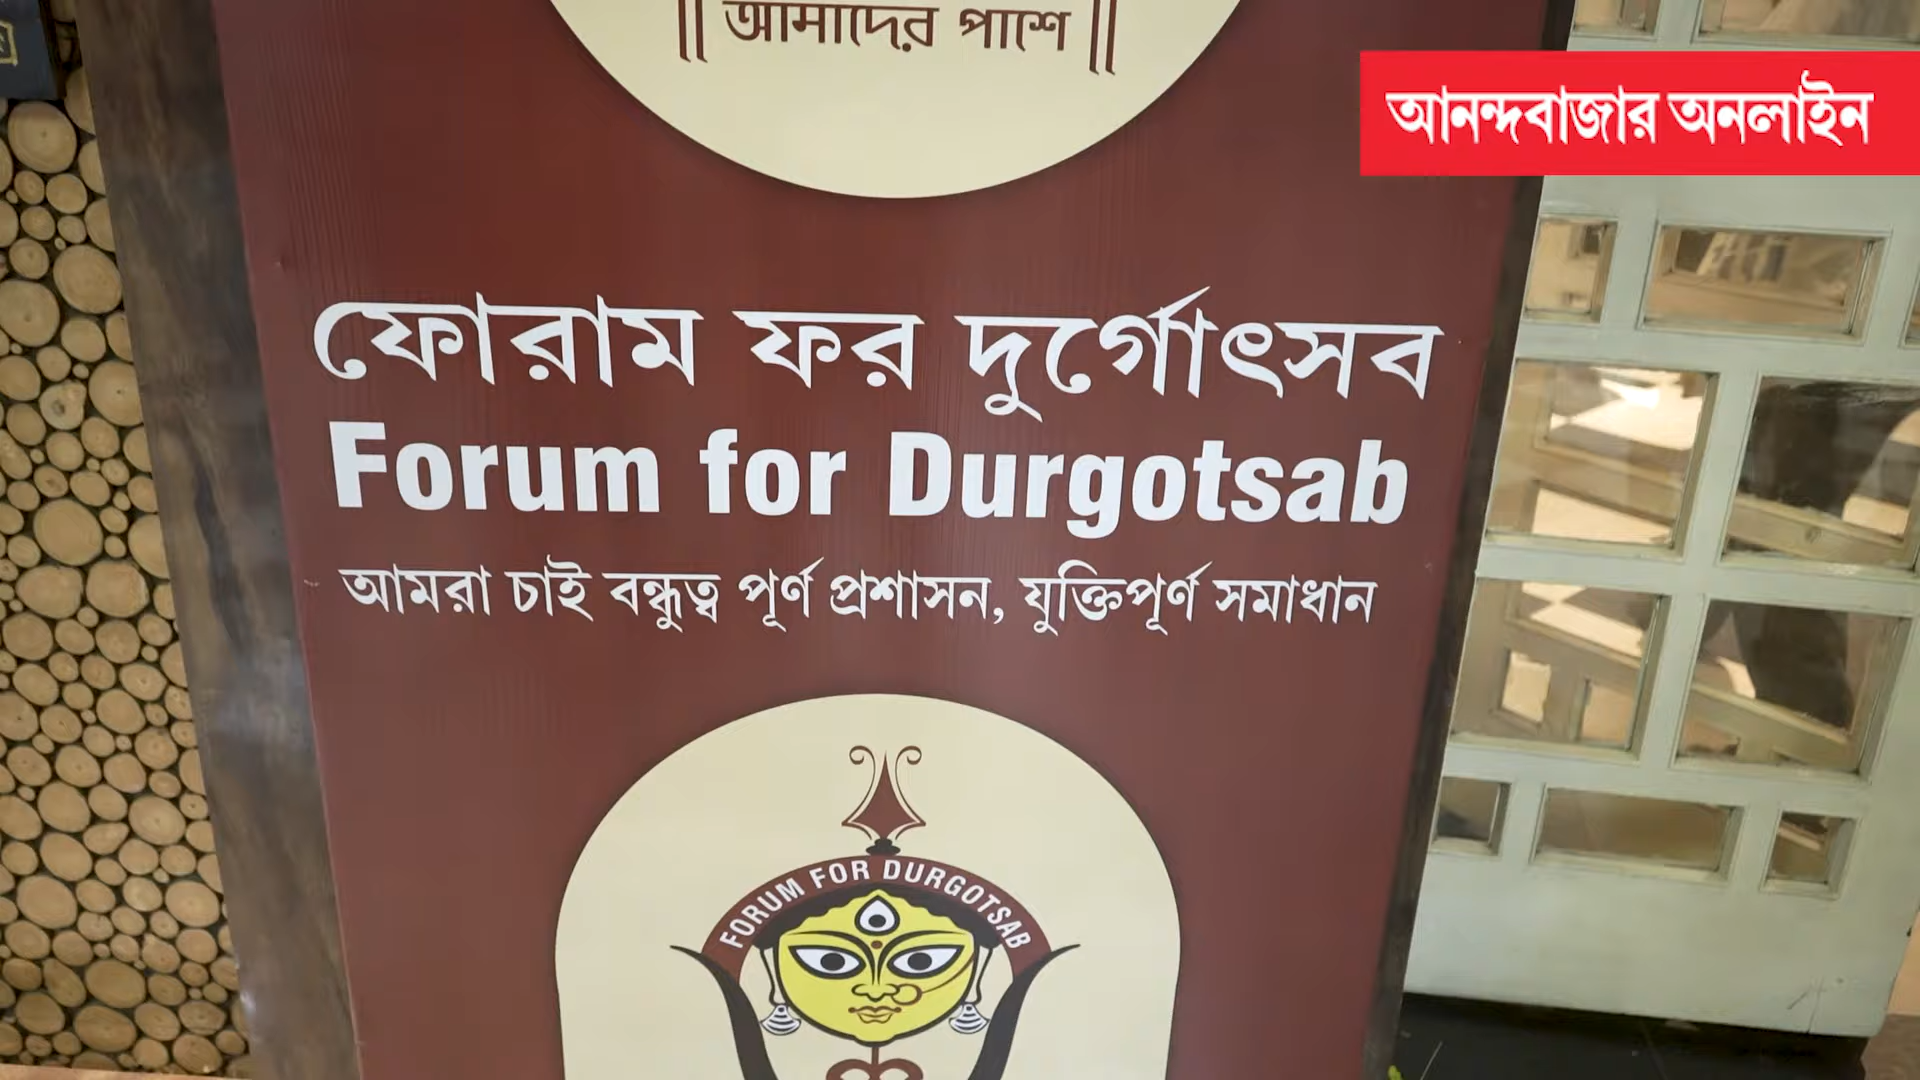 || আমাদের পাশে ||
আনন্দবাজার অনলাইন
ফোরাম ফর দুর্গোৎসব
Forum for Durgotsab
আমরা চাই বন্ধুত্ব পূর্ণ প্রশাসন, যুক্তিপূর্ণ সমাধান
FORUM FOR DURGOTSAB